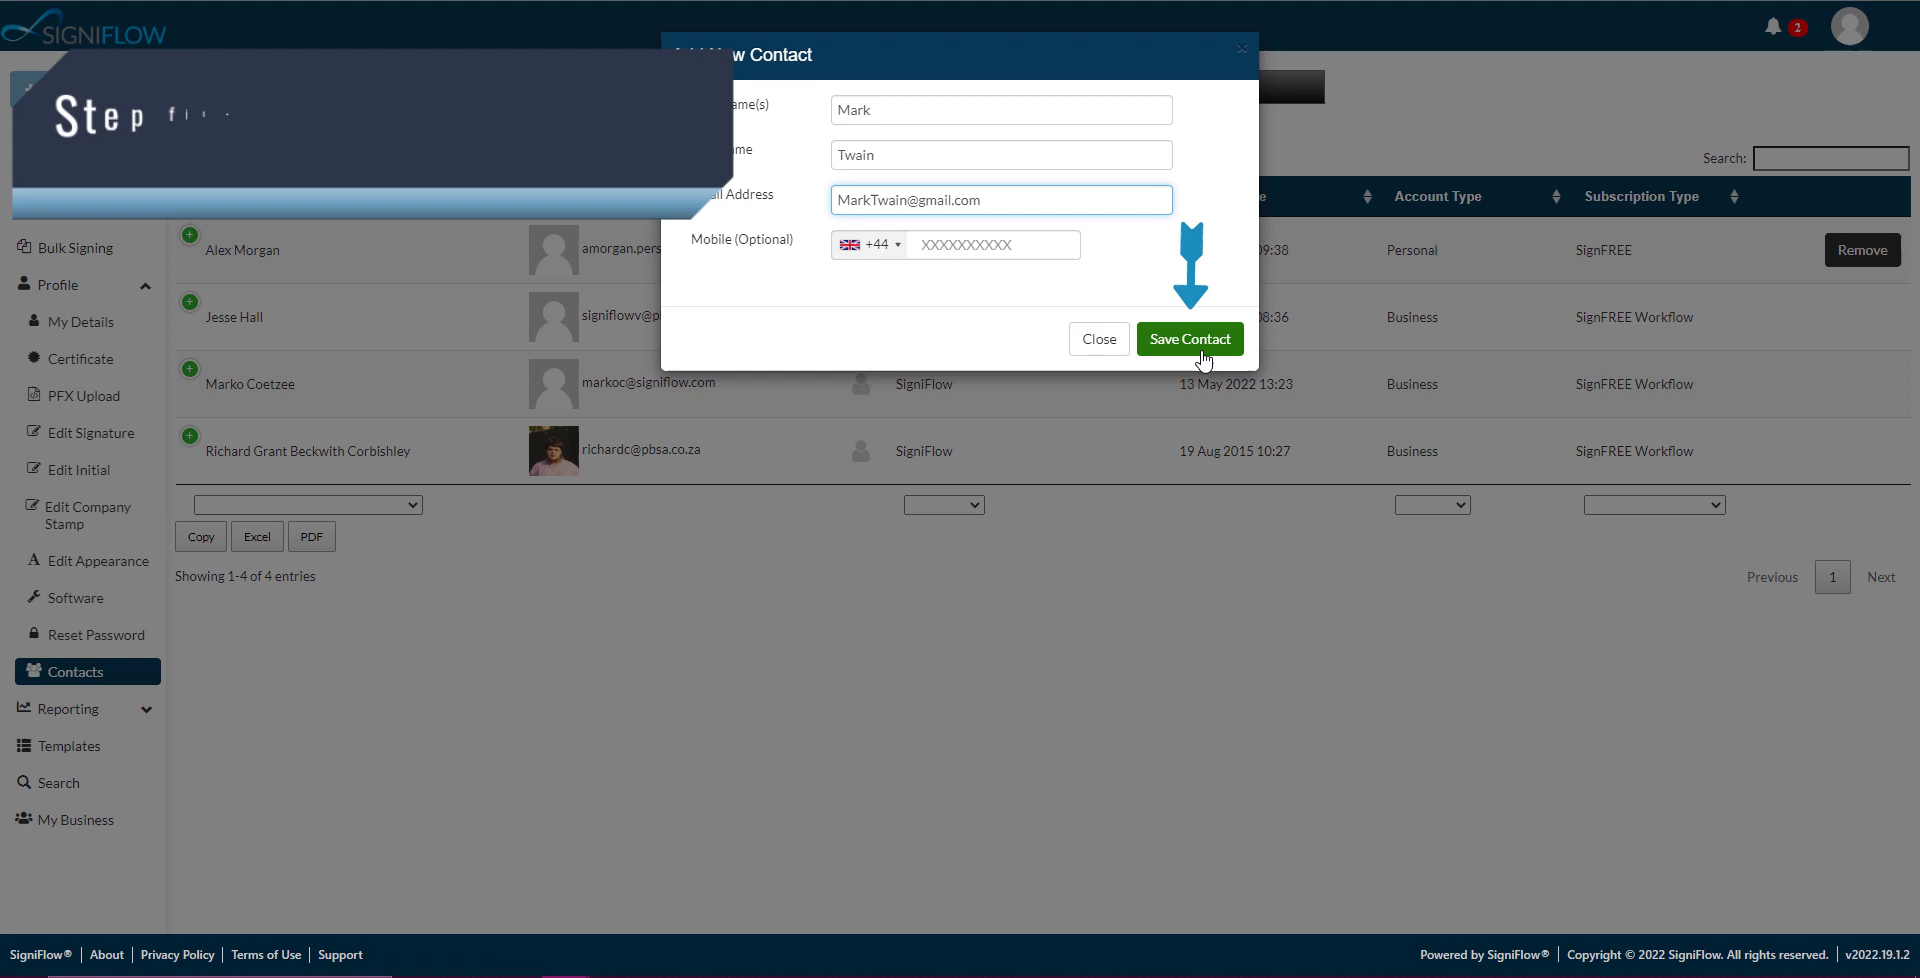 SIGNIFLOW
2
w Contact
Step
ame(s)
Mark
me
Twain
il Address
MarkTwain@gmail.com
Mobile (Optional)
+44
XXXXXXXXXX
Close
Save Contact
Search:
e
Account Type
Subscription Type
Alex Morgan
amorgan.pers
09:38
Personal
SignFREE
Remove
Jesse Hall
signiflowv@p
08:36
Business
SignFREE Workflow
Marko Coetzee
markoc@signiflow.com
SigniFlow
13 May 2022 13:23
Business
SignFREE Workflow
Richard Grant Beckwith Corbishley
richardc@pbsa.co.za
SigniFlow
19 Aug 2015 10:27
Business
SignFREE Workflow
Copy
Excel
PDF
Showing 1-4 of 4 entries
Previous
1
Next
Bulk Signing
Profile
My Details
Certificate
PFX Upload
Edit Signature
Edit Initial
Edit Company
Stamp
Edit Appearance
Software
Reset Password
Contacts
Reporting
Templates
Search
My Business
SigniFlow® | About | Privacy Policy | Terms of Use | Support
Powered by SigniFlow® | Copyright © 2022 SigniFlow. All rights reserved. | v2022.19.1.2